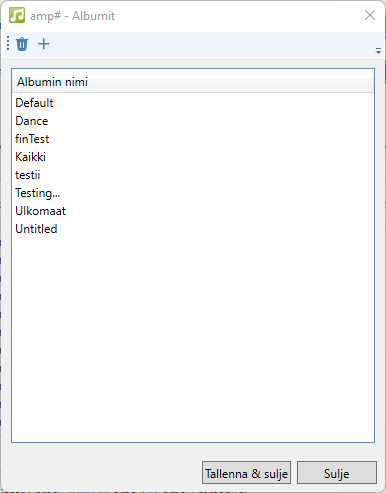 amp# - Albumit
Albumin nimi
Default
Dance
finTest
Kaikki
testii
Testing...
Ulkomaat
Untitled
Tallenna & sulje
Sulje